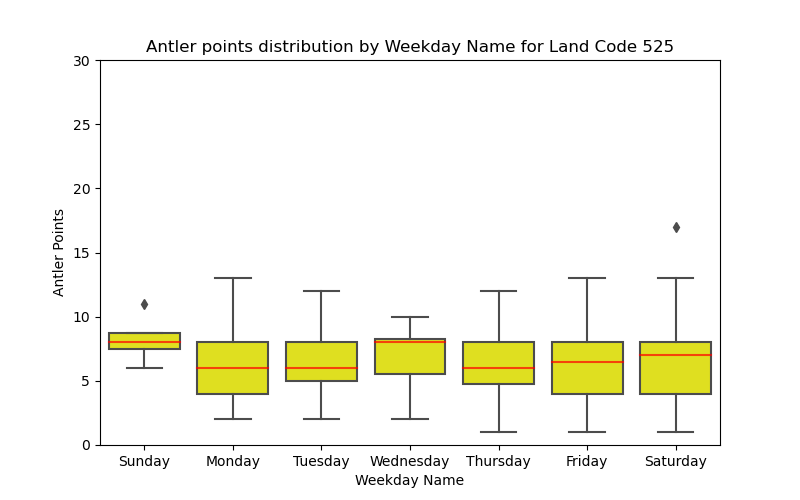 Antler points distribution by Weekday Name for Land Code 525
30
25
20
15
10
5
0
Antler Points
Sunday Monday Tuesday Wednesday Thursday Friday Saturday
Weekday Name